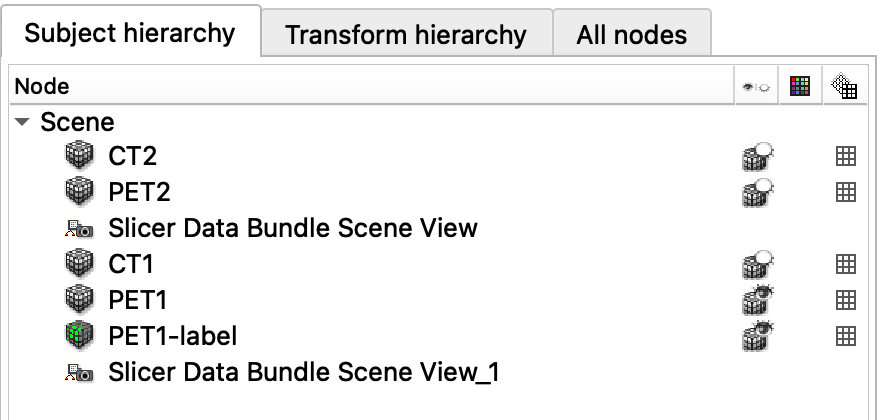 Subject hierarchy Transform hierarchy All nodes
Node
Scene
CT2
PET2
Slicer Data Bundle Scene View
CT1
PET1
PET1-label
Slicer Data Bundle Scene View_1